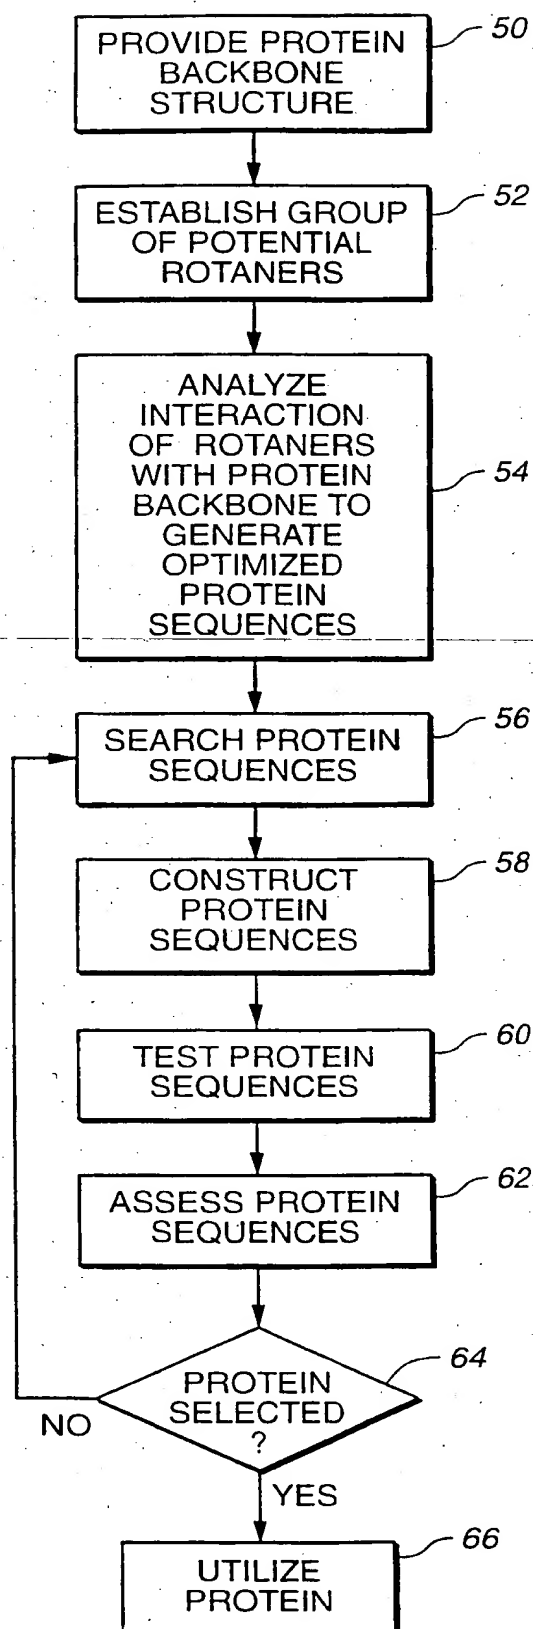 PROVIDE PROTEIN
BACKBONE
STRUCTURE
50
ESTABLISH GROUP
OF POTENTIAL
ROTANERS
52
ANALYZE
INTERACTION
OF ROTANERS
WITH PROTEIN
BACKBONE TO
GENERATE
OPTIMIZED
PROTEIN
SEQUENCES
54
SEARCH PROTEIN
SEQUENCES
56
CONSTRUCT
PROTEIN
SEQUENCES
58
TEST PROTEIN
SEQUENCES
60
ASSESS PROTEIN
SEQUENCES
62
PROTEIN
SELECTED
?
64
NO
YES
UTILIZE
PROTEIN
66